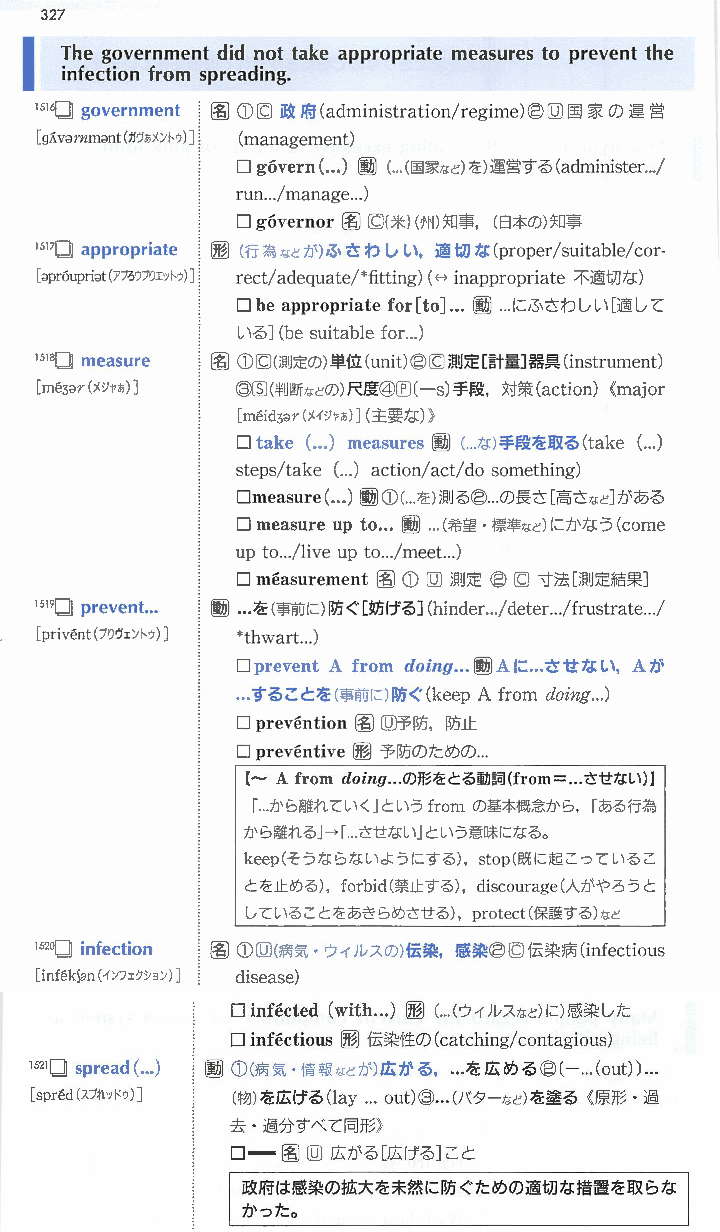 327
The government did not take appropriate measures to prevent the
infection from spreading.
1516□ government
[gʌ́vərnmənt(ガヴぁメントゥ)]
名 ①Ⓒ 政府(administration/regime)②Ⓤ国家の運営
(management)
□ góvern(...) 動 (...(国家など)を)運営する(administer.../
run.../manage...)
□ góvernor 名 Ⓒ(米)(州)知事, (日本の)知事
1517□ appropriate
[əpróupriət(アプろウプリエットゥ)]
形 (行為などが)ふさわしい, 適切な(proper/suitable/cor-
rect/adequate/*fitting)(↔ inappropriate 不適切な)
□ be appropriate for[to]... 動 ...にふさわしい[適して
いる](be suitable for...)
1518□ measure
[méʒər(メジャぁ)]
名 ①Ⓒ(測定の)単位(unit)②Ⓒ測定[計量]器具(instrument)
③Ⓢ(判断などの)尺度④Ⓟ(―s)手段, 対策(action)《major
[méidʒər(メイジャぁ)](主要な)》
□ take (...) measures 動 (...な)手段を取る(take (...)
steps/take (...) action/act/do something)
□measure(...) 動①(...を)測る②...の長さ[高さなど]がある
□ measure up to... 動 ...(希望・標準など)にかなう(come
up to.../live up to.../meet...)
□ méasurement 名 ① Ⓤ 測定 ② Ⓒ 寸法[測定結果]
1519□ prevent...
[privént(プリヴェントゥ)]
動 ...を(事前に)防ぐ[妨げる](hinder.../deter.../frustrate.../
*thwart...)
□prevent A from doing...動Aに...させない, Aが
...することを(事前に)防ぐ(keep A from doing...)
□ prevéntion 名 Ⓤ予防, 防止
□ prevéntive 形 予防のための...
【~ A from doing...の形をとる動詞(from=...させない)】
「...から離れていく」という from の基本概念から, 「ある行為
から離れる」→「...させない」という意味になる。
keep(そうならないようにする), stop(既に起こっているこ
とを止める), forbid(禁止する), discourage(人がやろうと
していることをあきらめさせる), protect(保護する)など
1520□ infection
[infékʃən(インフェクション)]
名 ①Ⓤ(病気・ウィルスの)伝染, 感染②Ⓒ伝染病(infectious
disease)
□ infécted (with...) 形 (...(ウィルスなど)に)感染した
□ inféctious 形 伝染性の(catching/contagious)
1521□ spread(...)
[spréd(スプれッドゥ)]
動 ①(病気・情報などが)広がる, ...を広める②(―...(out))...
(物)を広げる(lay ... out)③...(バターなど)を塗る《原形・過
去・過分すべて同形》
□― 名 Ⓤ 広がる[広げる]こと
政府は感染の拡大を未然に防ぐための適切な措置を取らな
かった。